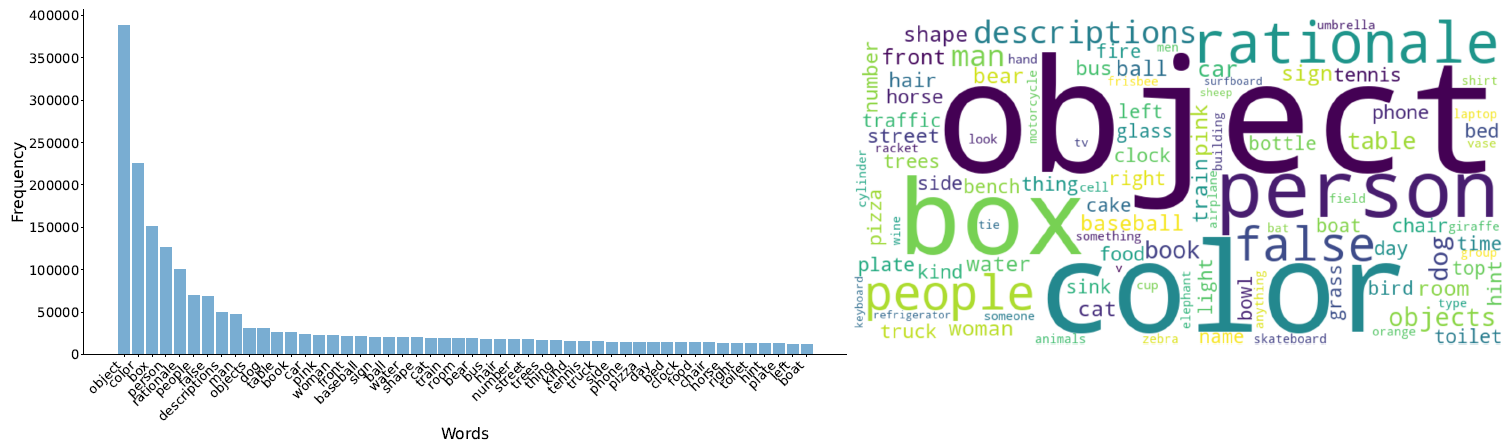 400000
350000
300000
250000
200000
150000
100000
50000
0
Frequency
object
color
box
person
rationale
people
false
descriptions
man
objects
dog
table
book
car
pink
woman
front
baseball
sign
ball
water
shape
cat
train
room
bear
bus
hair
number
street
trees
thing
kind
tennis
truck
side
phone
pizza
day
bed
clock
food
chair
horse
right
toilet
hint
plate
left
boat
Words
umbrella
shape
descriptions
rationale
number
front
man
hand
fire
men
hair
bear
bus
ball
frisbee
car
surfboard
sheep
sign
tennis
shirt
horse
motorcycle
object
traffic
street
racket
look
tv
left
glass
clock
pink
building
bottle
phone
table
laptop
bed
vase
trees
cylinder
side
bench
thing
cell
right
train
airplane
person
field
pizza
wine
box
tie
cake
baseball
something
bat
boat
chair
giraffe
false
day
dog
time
group
plate
kind
water
food
v
book
color
people
keyboard
refrigerator
someone
sink
cup
cat
elephant
light
bowl
anything
grass
bird
room
top
type
hint
objects
truck
woman
animals
zebra
name
skateboard
orange
toilet